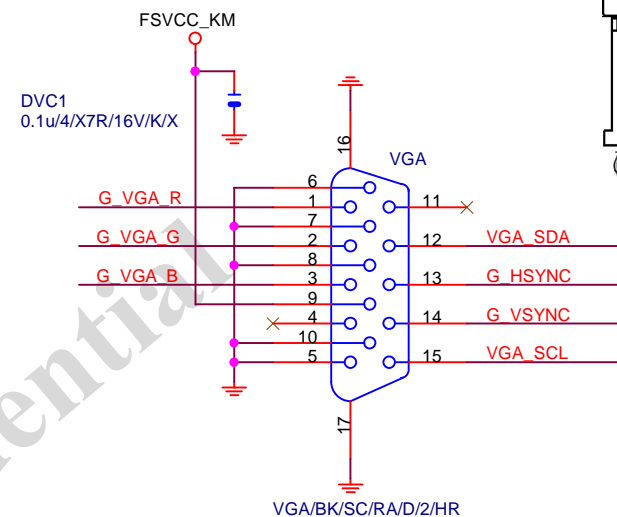 FSVCC_KM
DVC1
0.1u/4/X7R/16V/K/X
16
VGA
6
G_VGA_R 1 11
7
G_VGA_G 2 12 VGA_SDA
8
G_VGA_B 3 13 G_HSYNC
9
4 14 G_VSYNC
10
5 15 VGA_SCL
17
VGA/BK/SC/RA/D/2/HR
ential